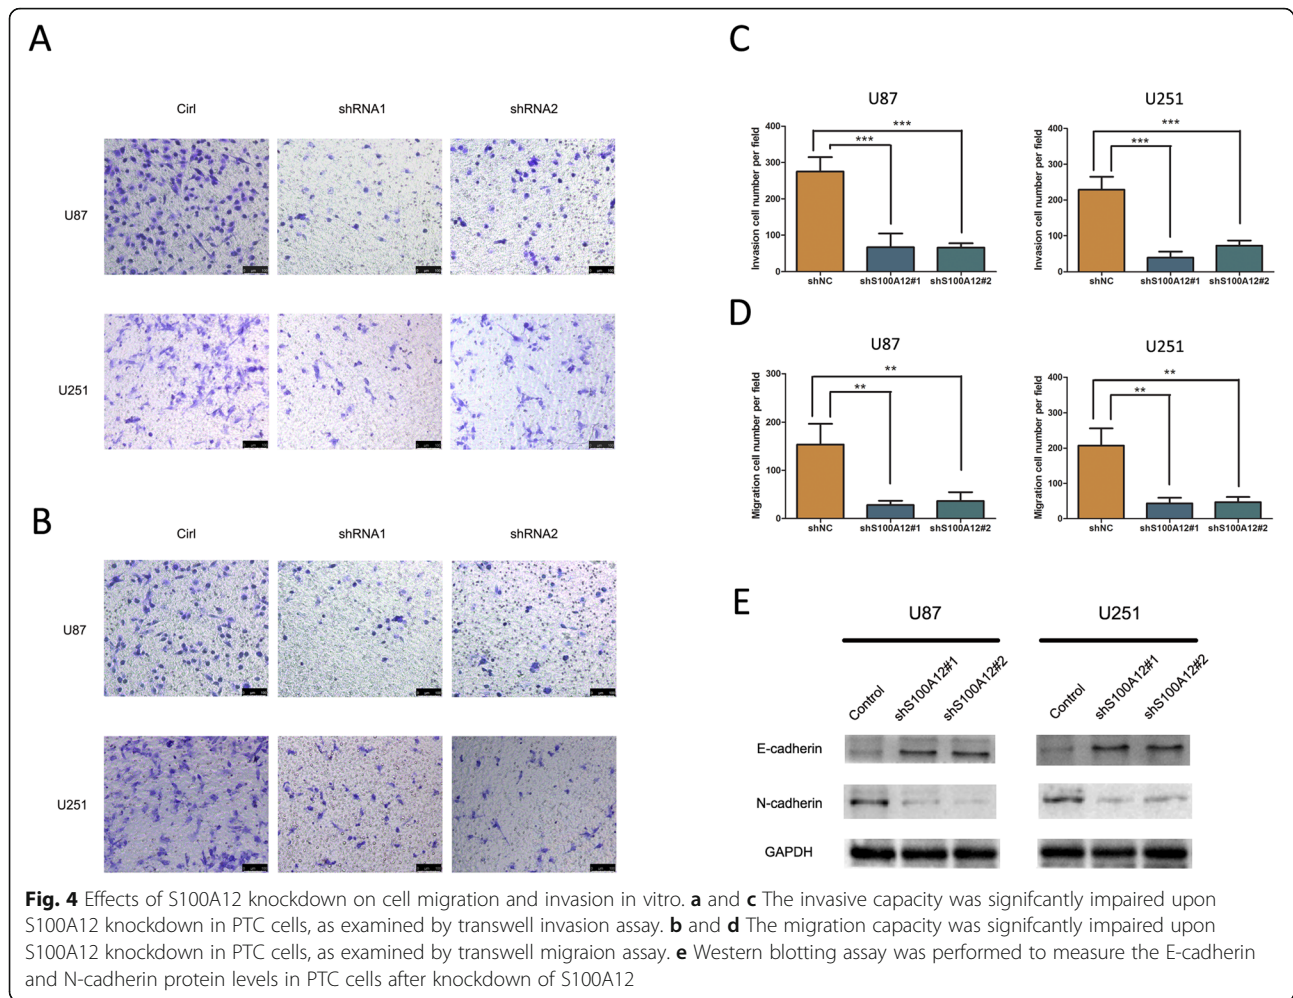 A
Cirl shRNA1 shRNA2
U87
U251
B
Cirl shRNA1 shRNA2
U87
U251
C
U87
Invasion cell number per field
400
300
200
100
0
***
***
shNC shS100A12#1 shS100A12#2
U251
Invasion cell number per field
400
300
200
100
0
***
***
shNC shS100A12#1 shS100A12#2
D
U87
Migration cell number per field
300
200
100
0
**
**
shNC shS100A12#1 shS100A12#2
U251
Migration cell number per field
400
300
200
100
0
**
**
shNC shS100A12#1 shS100A12#2
E
U87 U251
Control shS100A12#1 shS100A12#2 Control shS100A12#1 shS100A12#2
E-cadherin
N-cadherin
GAPDH
Fig. 4 Effects of S100A12 knockdown on cell migration and invasion in vitro. a and c The invasive capacity was signifcantly impaired upon
S100A12 knockdown in PTC cells, as examined by transwell invasion assay. b and d The migration capacity was signifcantly impaired upon
S100A12 knockdown in PTC cells, as examined by transwell migraion assay. e Western blotting assay was performed to measure the E-cadherin
and N-cadherin protein levels in PTC cells after knockdown of S100A12